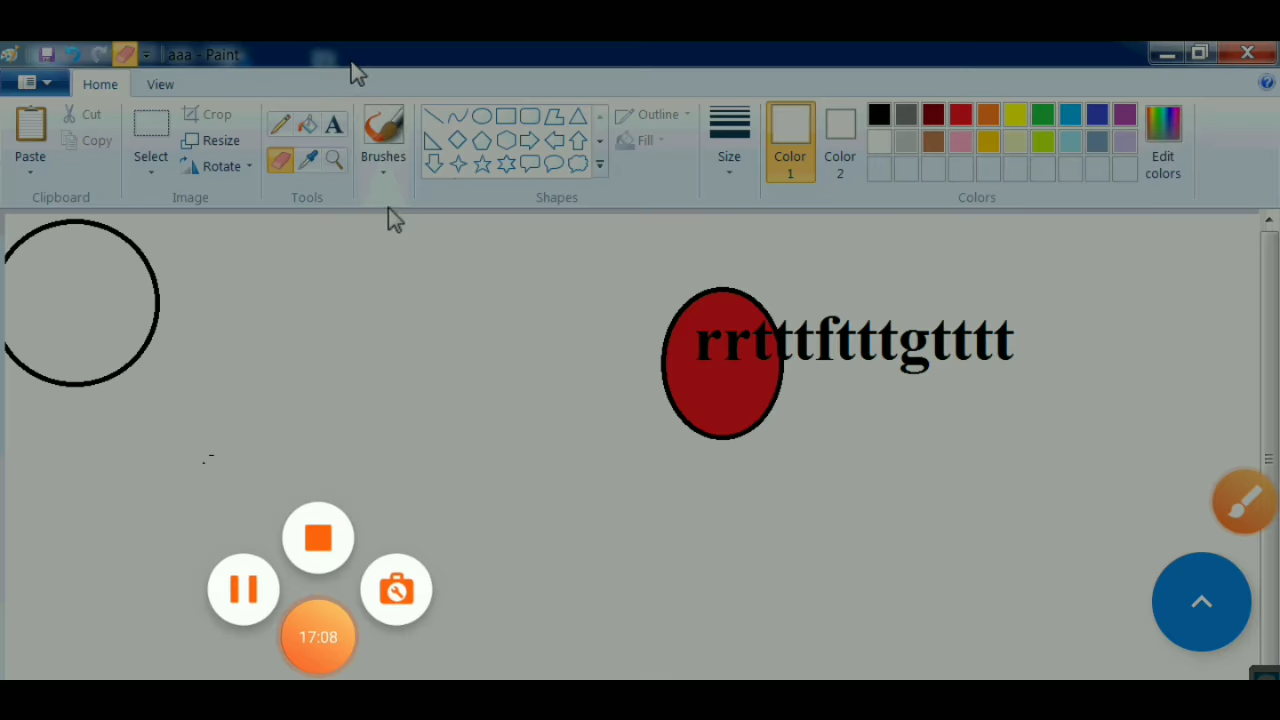 aaa - Paint
Home View
Paste
Cut
Copy
Clipboard
Select
Crop
Resize
Rotate
Image
A
Tools
Brushes
Outline
Fill
Shapes
Size
Color 1
Color 2
Edit colors
Colors
rrtttftttgtttt
17:08